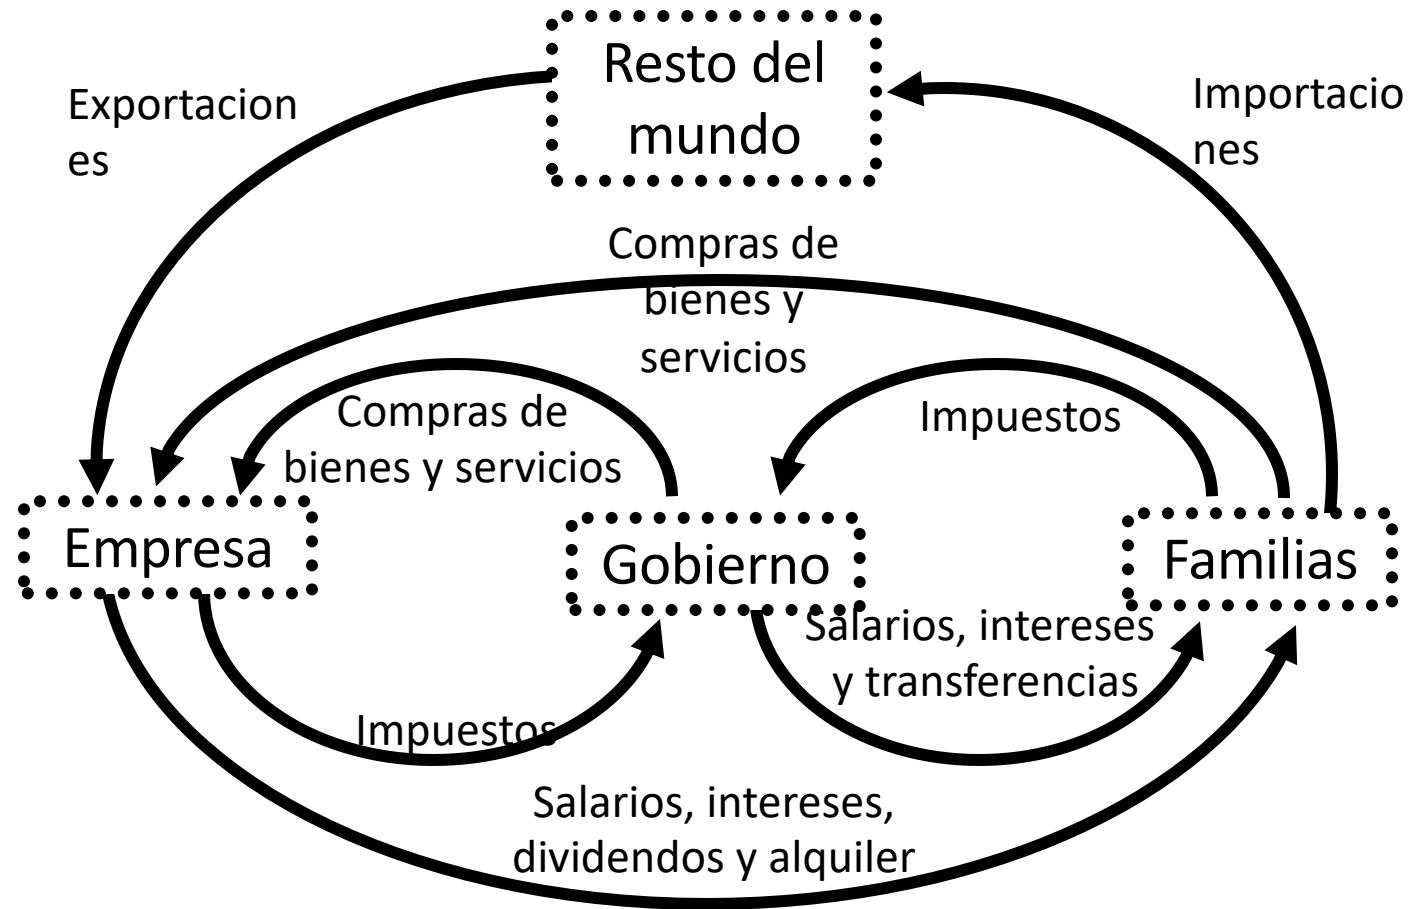 Resto del
mundo
Exportacion
es
Importacio
nes
Compras de
bienes y
servicios
Compras de
bienes y servicios
Impuestos
Empresa
Gobierno
Familias
Salarios, intereses
y transferencias
Impuestos
Salarios, intereses,
dividendos y alquiler